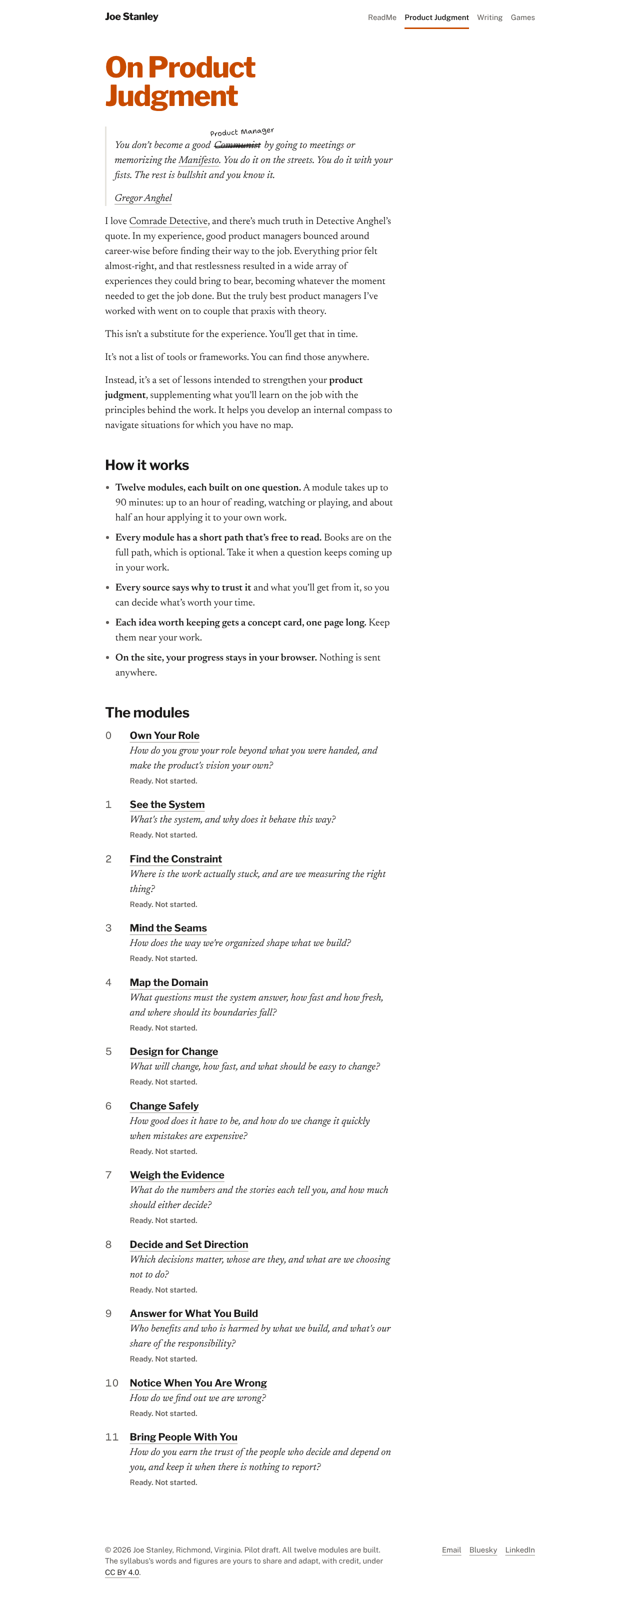 Joe Stanley
ReadMe Product Judgment Writing Games
On Product
Judgment
Product Manager
You don't become a good Communist by going to meetings or
memorizing the Manifesto. You do it on the streets. You do it with your
fists. The rest is bullshit and you know it.
Gregor Anghel
I love Comrade Detective, and there's much truth in Detective Anghel's
quote. In my experience, good product managers bounced around
career-wise before finding their way to the job. Everything prior felt
almost-right, and that restlessness resulted in a wide array of
experiences they could bring to bear, becoming whatever the moment
needed to get the job done. But the truly best product managers I've
worked with went on to couple that praxis with theory.
This isn't a substitute for the experience. You'll get that in time.
It's not a list of tools or frameworks. You can find those anywhere.
Instead, it's a set of lessons intended to strengthen your product
judgment, supplementing what you'll learn on the job with the
principles behind the work. It helps you develop an internal compass to
navigate situations for which you have no map.
How it works
• Twelve modules, each built on one question. A module takes up to
90 minutes: up to an hour of reading, watching or playing, and about
half an hour applying it to your own work.
• Every module has a short path that's free to read. Books are on the
full path, which is optional. Take it when a question keeps coming up
in your work.
• Every source says why to trust it and what you'll get from it, so you
can decide what's worth your time.
• Each idea worth keeping gets a concept card, one page long. Keep
them near your work.
• On the site, your progress stays in your browser. Nothing is sent
anywhere.
The modules
0 Own Your Role
How do you grow your role beyond what you were handed, and
make the product's vision your own?
Ready. Not started.
1 See the System
What's the system, and why does it behave this way?
Ready. Not started.
2 Find the Constraint
Where is the work actually stuck, and are we measuring the right
thing?
Ready. Not started.
3 Mind the Seams
How does the way we're organized shape what we build?
Ready. Not started.
4 Map the Domain
What questions must the system answer, how fast and how fresh,
and where should its boundaries fall?
Ready. Not started.
5 Design for Change
What will change, how fast, and what should be easy to change?
Ready. Not started.
6 Change Safely
How good does it have to be, and how do we change it quickly
when mistakes are expensive?
Ready. Not started.
7 Weigh the Evidence
What do the numbers and the stories each tell you, and how much
should either decide?
Ready. Not started.
8 Decide and Set Direction
Which decisions matter, whose are they, and what are we choosing
not to do?
Ready. Not started.
9 Answer for What You Build
Who benefits and who is harmed by what we build, and what's our
share of the responsibility?
Ready. Not started.
10 Notice When You Are Wrong
How do we find out we are wrong?
Ready. Not started.
11 Bring People With You
How do you earn the trust of the people who decide and depend on
you, and keep it when there is nothing to report?
Ready. Not started.
© 2026 Joe Stanley, Richmond, Virginia. Pilot draft. All twelve modules are built.
The syllabus's words and figures are yours to share and adapt, with credit, under
CC BY 4.0.
Email Bluesky LinkedIn